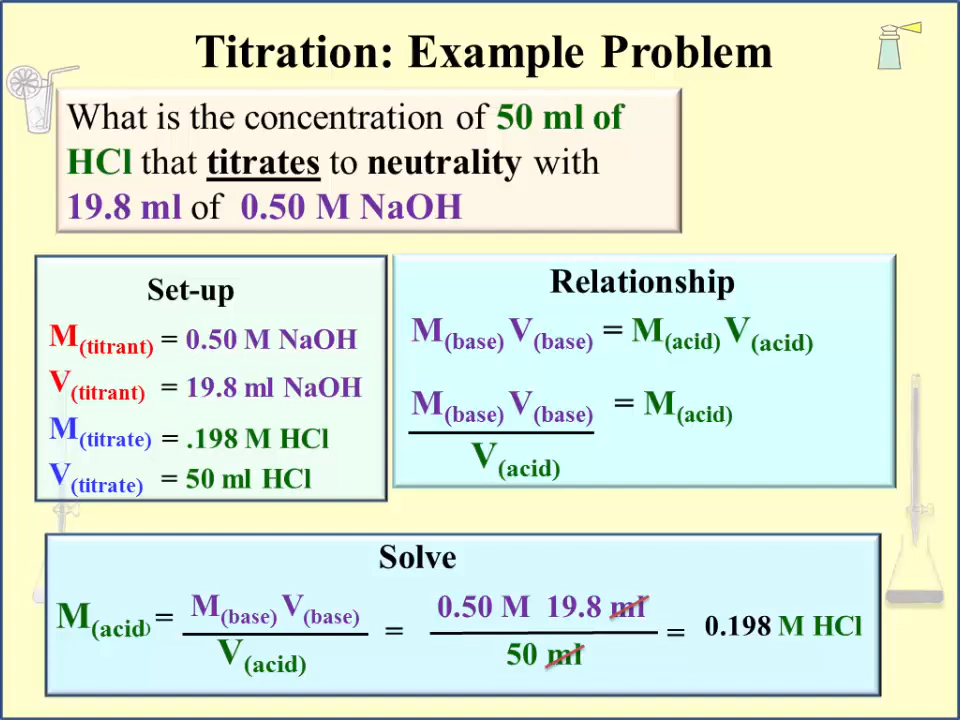 Titration: Example Problem
What is the concentration of 50 ml of
HCl that titrates to neutrality with
19.8 ml of 0.50 M NaOH
Set-up
M(titrant) = 0.50 M NaOH
V(titrant) = 19.8 ml NaOH
M(titrate) = .198 M HCl
V(titrate) = 50 ml HCl
Relationship
M(base) V(base) = M(acid) V(acid)
M(base) V(base) = M(acid)
V(acid)
Solve
M(acid) = M(base) V(base) = 0.50 M 19.8 ml = 0.198 M HCl
V(acid) 50 ml